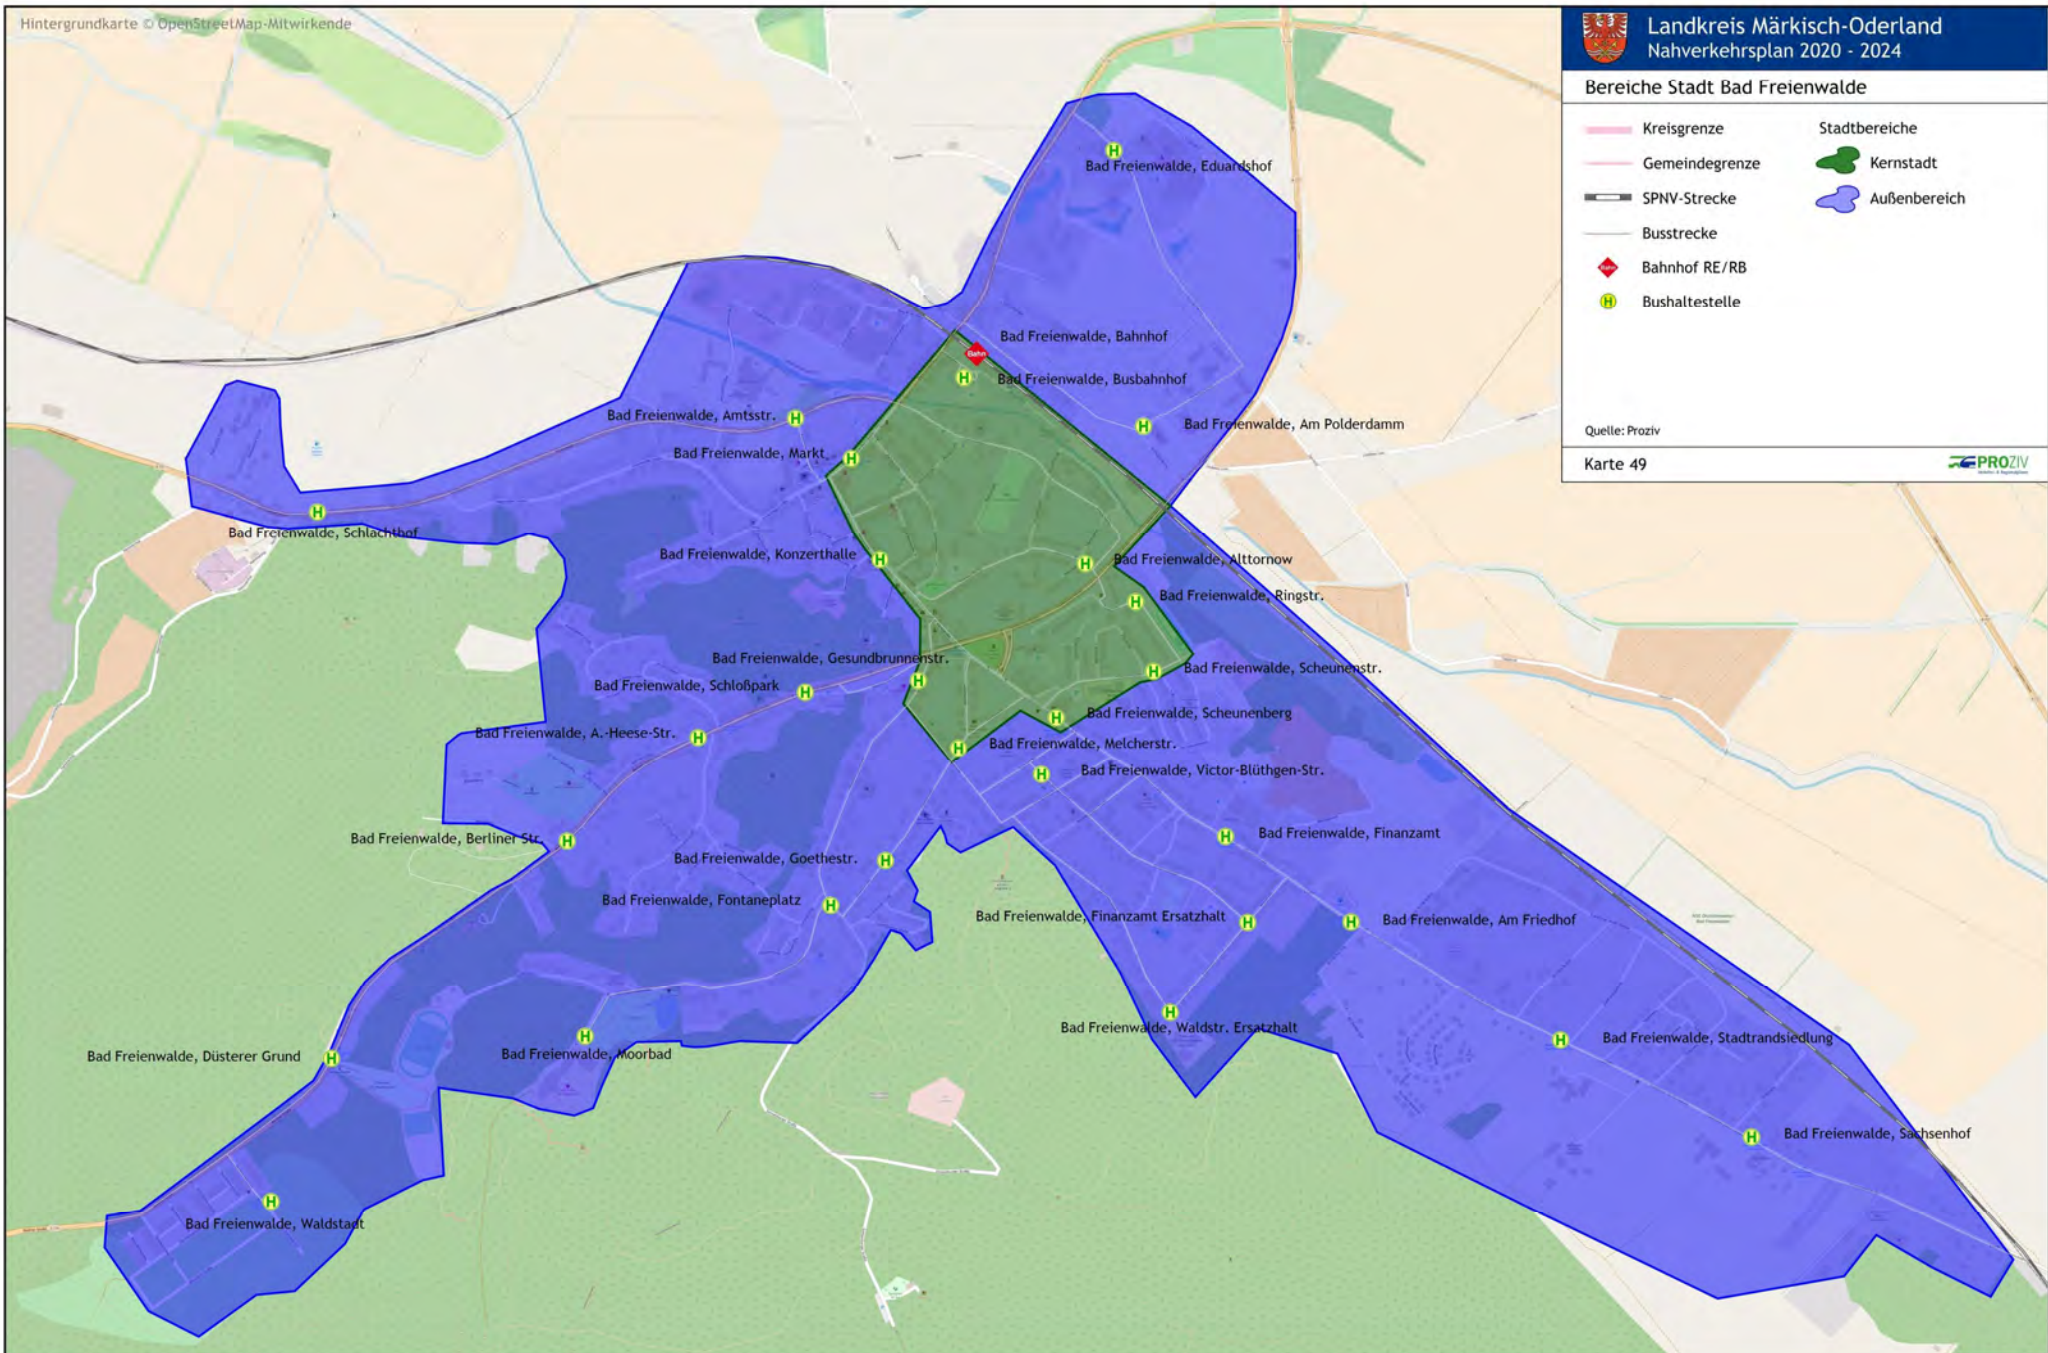 Hintergrundkarte © OpenStreetMap-Mitwirkende
Landkreis Märkisch-Oderland
Nahverkehrsplan 2020 - 2024
Bereiche Stadt Bad Freienwalde
Kreisgrenze
Gemeindegrenze
SPNV-Strecke
Busstrecke
Bahn
Bahnhof RE/RB
H
Bushaltestelle
Stadtbereiche
Kernstadt
Außenbereich
Quelle: Proziv
Karte 49
PROZIV
Bad Freienwalde, Eduardshof
Bad Freienwalde, Bahnhof
Bahn
Bad Freienwalde, Busbahnhof
Bad Freienwalde, Amtsstr.
Bad Freienwalde, Am Polderdamm
Bad Freienwalde, Markt
Bad Freienwalde, Schlachthof
Bad Freienwalde, Konzerthalle
Bad Freienwalde, Alttornow
Bad Freienwalde, Ringstr.
Bad Freienwalde, Gesundbrunnenstr.
Bad Freienwalde, Scheunenstr.
Bad Freienwalde, Schloßpark
Bad Freienwalde, Scheunenberg
Bad Freienwalde, A.-Heese-Str.
Bad Freienwalde, Melcherstr.
Bad Freienwalde, Victor-Blüthgen-Str.
Bad Freienwalde, Berliner Str.
Bad Freienwalde, Finanzamt
Bad Freienwalde, Goethestr.
Bad Freienwalde, Fontaneplatz
Bad Freienwalde, Finanzamt Ersatzhalt
Bad Freienwalde, Am Friedhof
Bad Freienwalde, Waldstr. Ersatzhalt
Bad Freienwalde, Stadtrandsiedlung
Bad Freienwalde, Düsterer Grund
Bad Freienwalde, Moorbad
Bad Freienwalde, Sachsenhof
Bad Freienwalde, Waldstadt